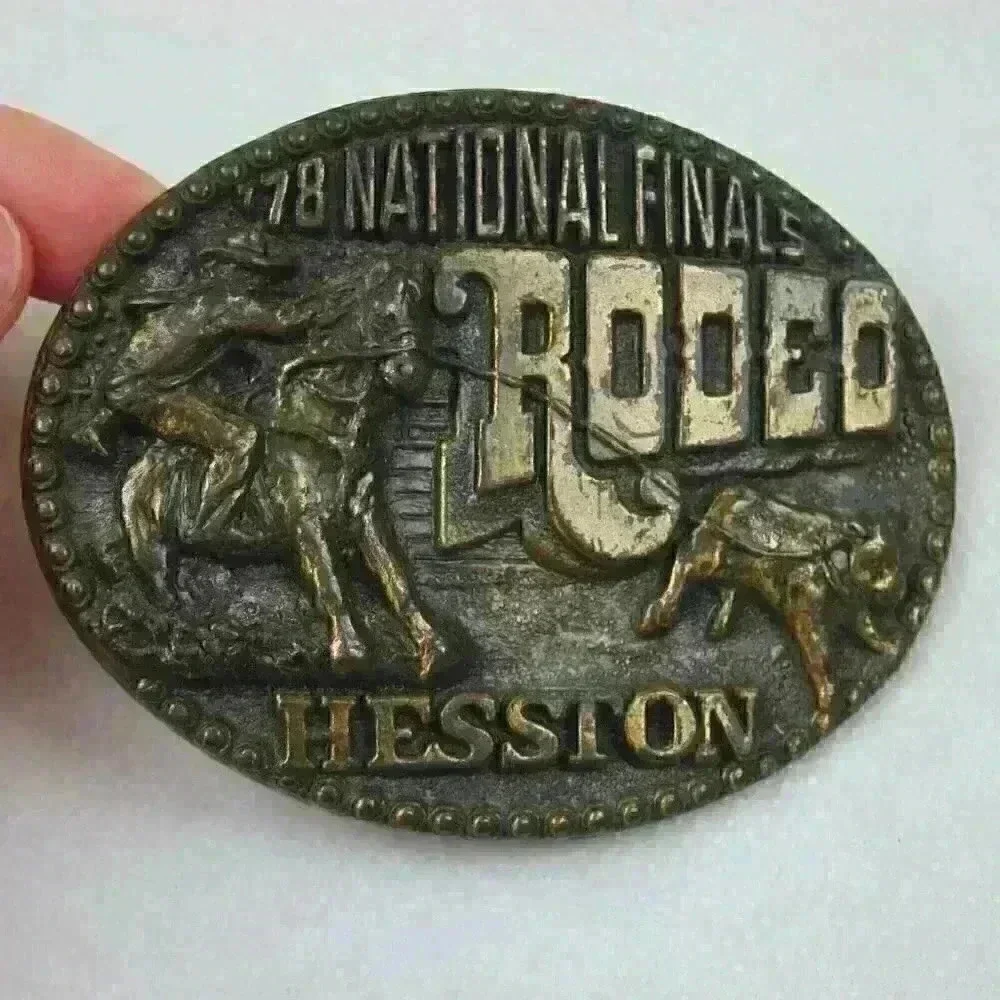 '78 NATIONAL FINALS
RODEO
HESSTON